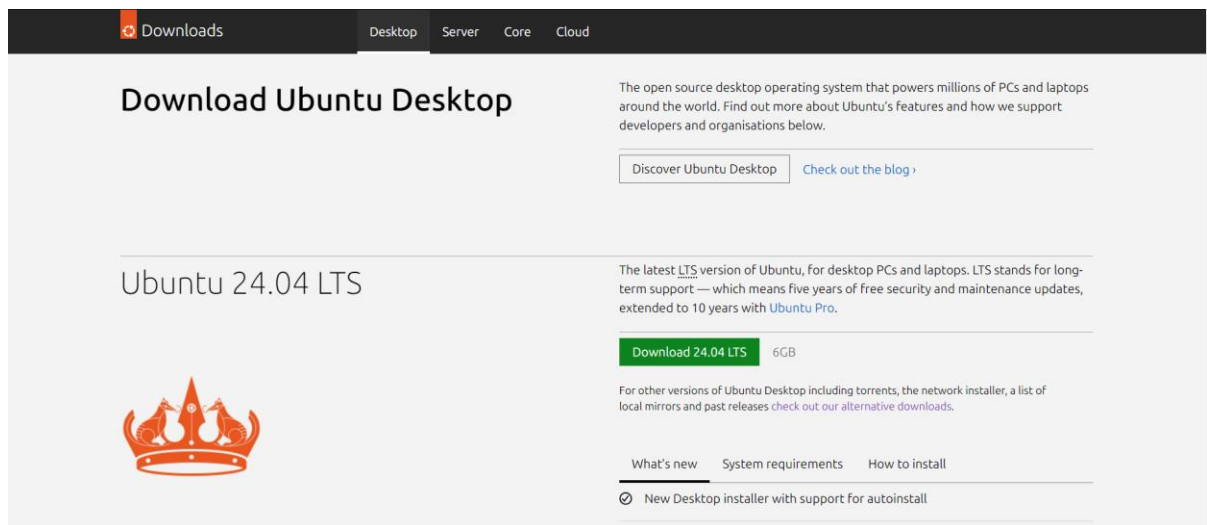 Downloads
Desktop Server Core Cloud
Download Ubuntu Desktop
The open source desktop operating system that powers millions of PCs and laptops
around the world. Find out more about Ubuntu's features and how we support
developers and organisations below.
Discover Ubuntu Desktop Check out the blog ›
Ubuntu 24.04 LTS
The latest LTS version of Ubuntu, for desktop PCs and laptops. LTS stands for long-
term support — which means five years of free security and maintenance updates,
extended to 10 years with Ubuntu Pro.
Download 24.04 LTS 6GB
For other versions of Ubuntu Desktop including torrents, the network installer, a list of
local mirrors and past releases check out our alternative downloads.
What's new System requirements How to install
New Desktop installer with support for autoinstall